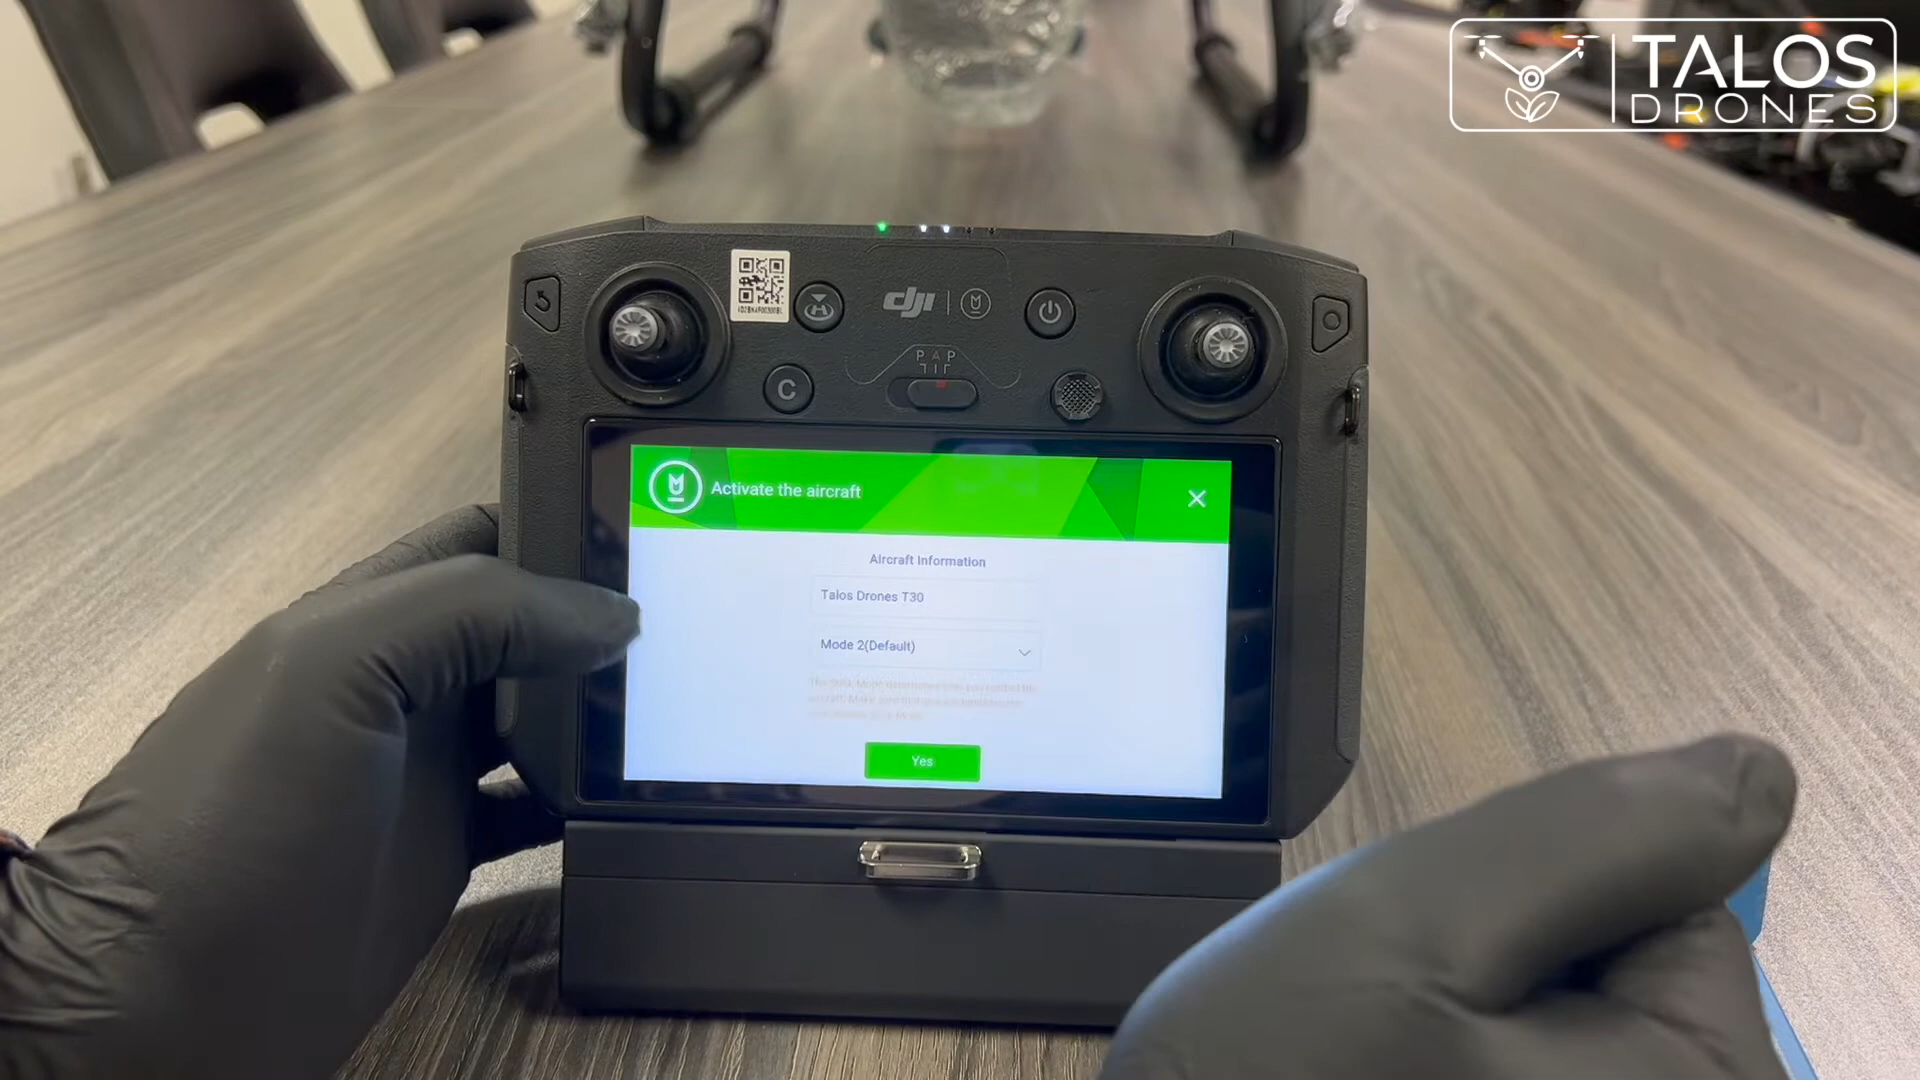 TALOS
DRONES
dji
P A P
C
Activate the aircraft
Aircraft Information
Talos Drones T30
Mode 2(Default)
Yes